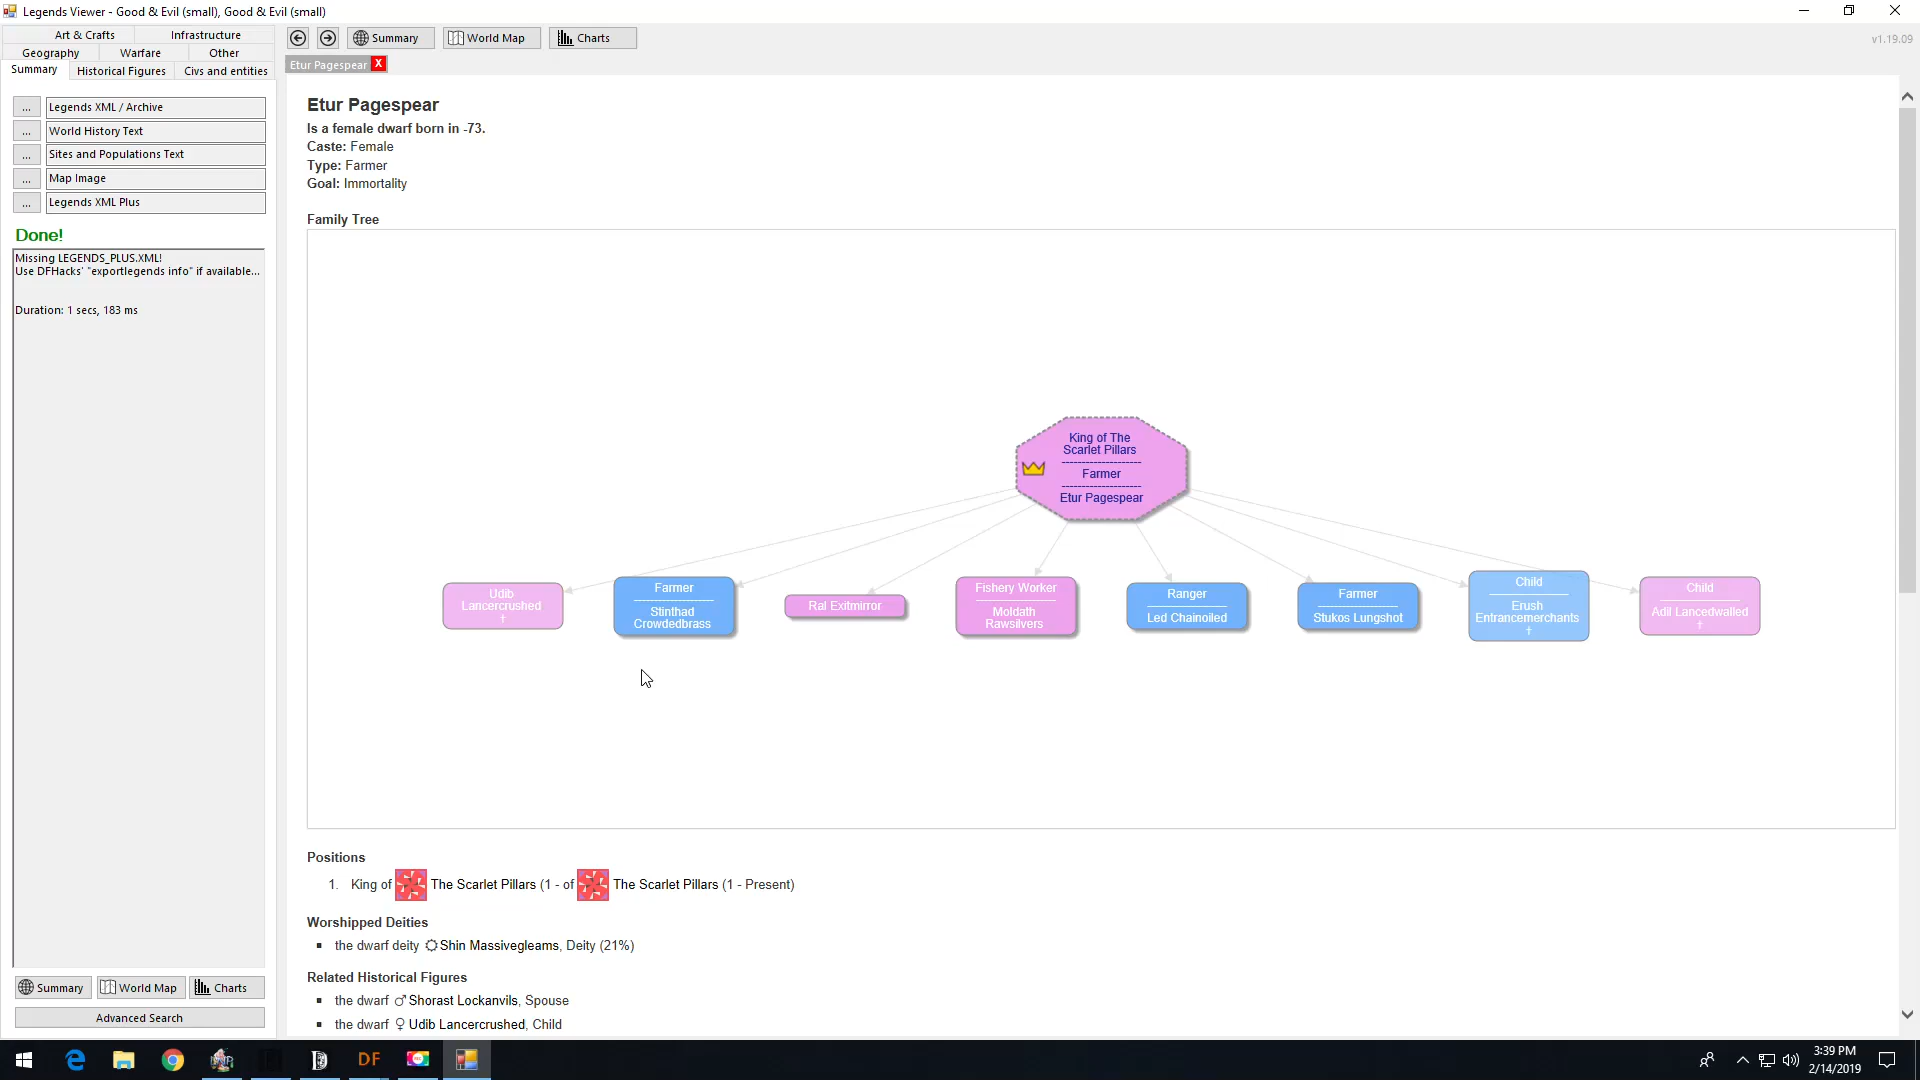 Legends Viewer - Good & Evil (small), Good & Evil (small)
Art & Crafts Infrastructure
Geography Warfare Other
Summary Historical Figures Civs and entities
Summary World Map Charts
v1.19.09
Etur Pagespear X
... Legends XML / Archive
... World History Text
... Sites and Populations Text
... Map Image
... Legends XML Plus
Done!
Missing LEGENDS_PLUS.XML!
Use DFHacks' "exportlegends info" if available...
Duration: 1 secs, 183 ms
Summary World Map Charts
Advanced Search
Etur Pagespear
Is a female dwarf born in -73.
Caste: Female
Type: Farmer
Goal: Immortality
Family Tree
King of The
Scarlet Pillars
--------------------
Farmer
--------------------
Etur Pagespear
Udib
Lancercrushed
†
Farmer
Stinthad
Crowdedbrass
Ral Exitmirror
Fishery Worker
Moldath
Rawsilvers
Ranger
Led Chainoiled
Farmer
Stukos Lungshot
Child
Erush
Entrancemerchants
†
Child
Adil Lancedwalled
†
Positions
1. King of The Scarlet Pillars (1 - of The Scarlet Pillars (1 - Present)
Worshipped Deities
the dwarf deity Shin Massivegleams, Deity (21%)
Related Historical Figures
the dwarf ♂ Shorast Lockanvils, Spouse
the dwarf ♀ Udib Lancercrushed, Child
DF
3:39 PM
2/14/2019